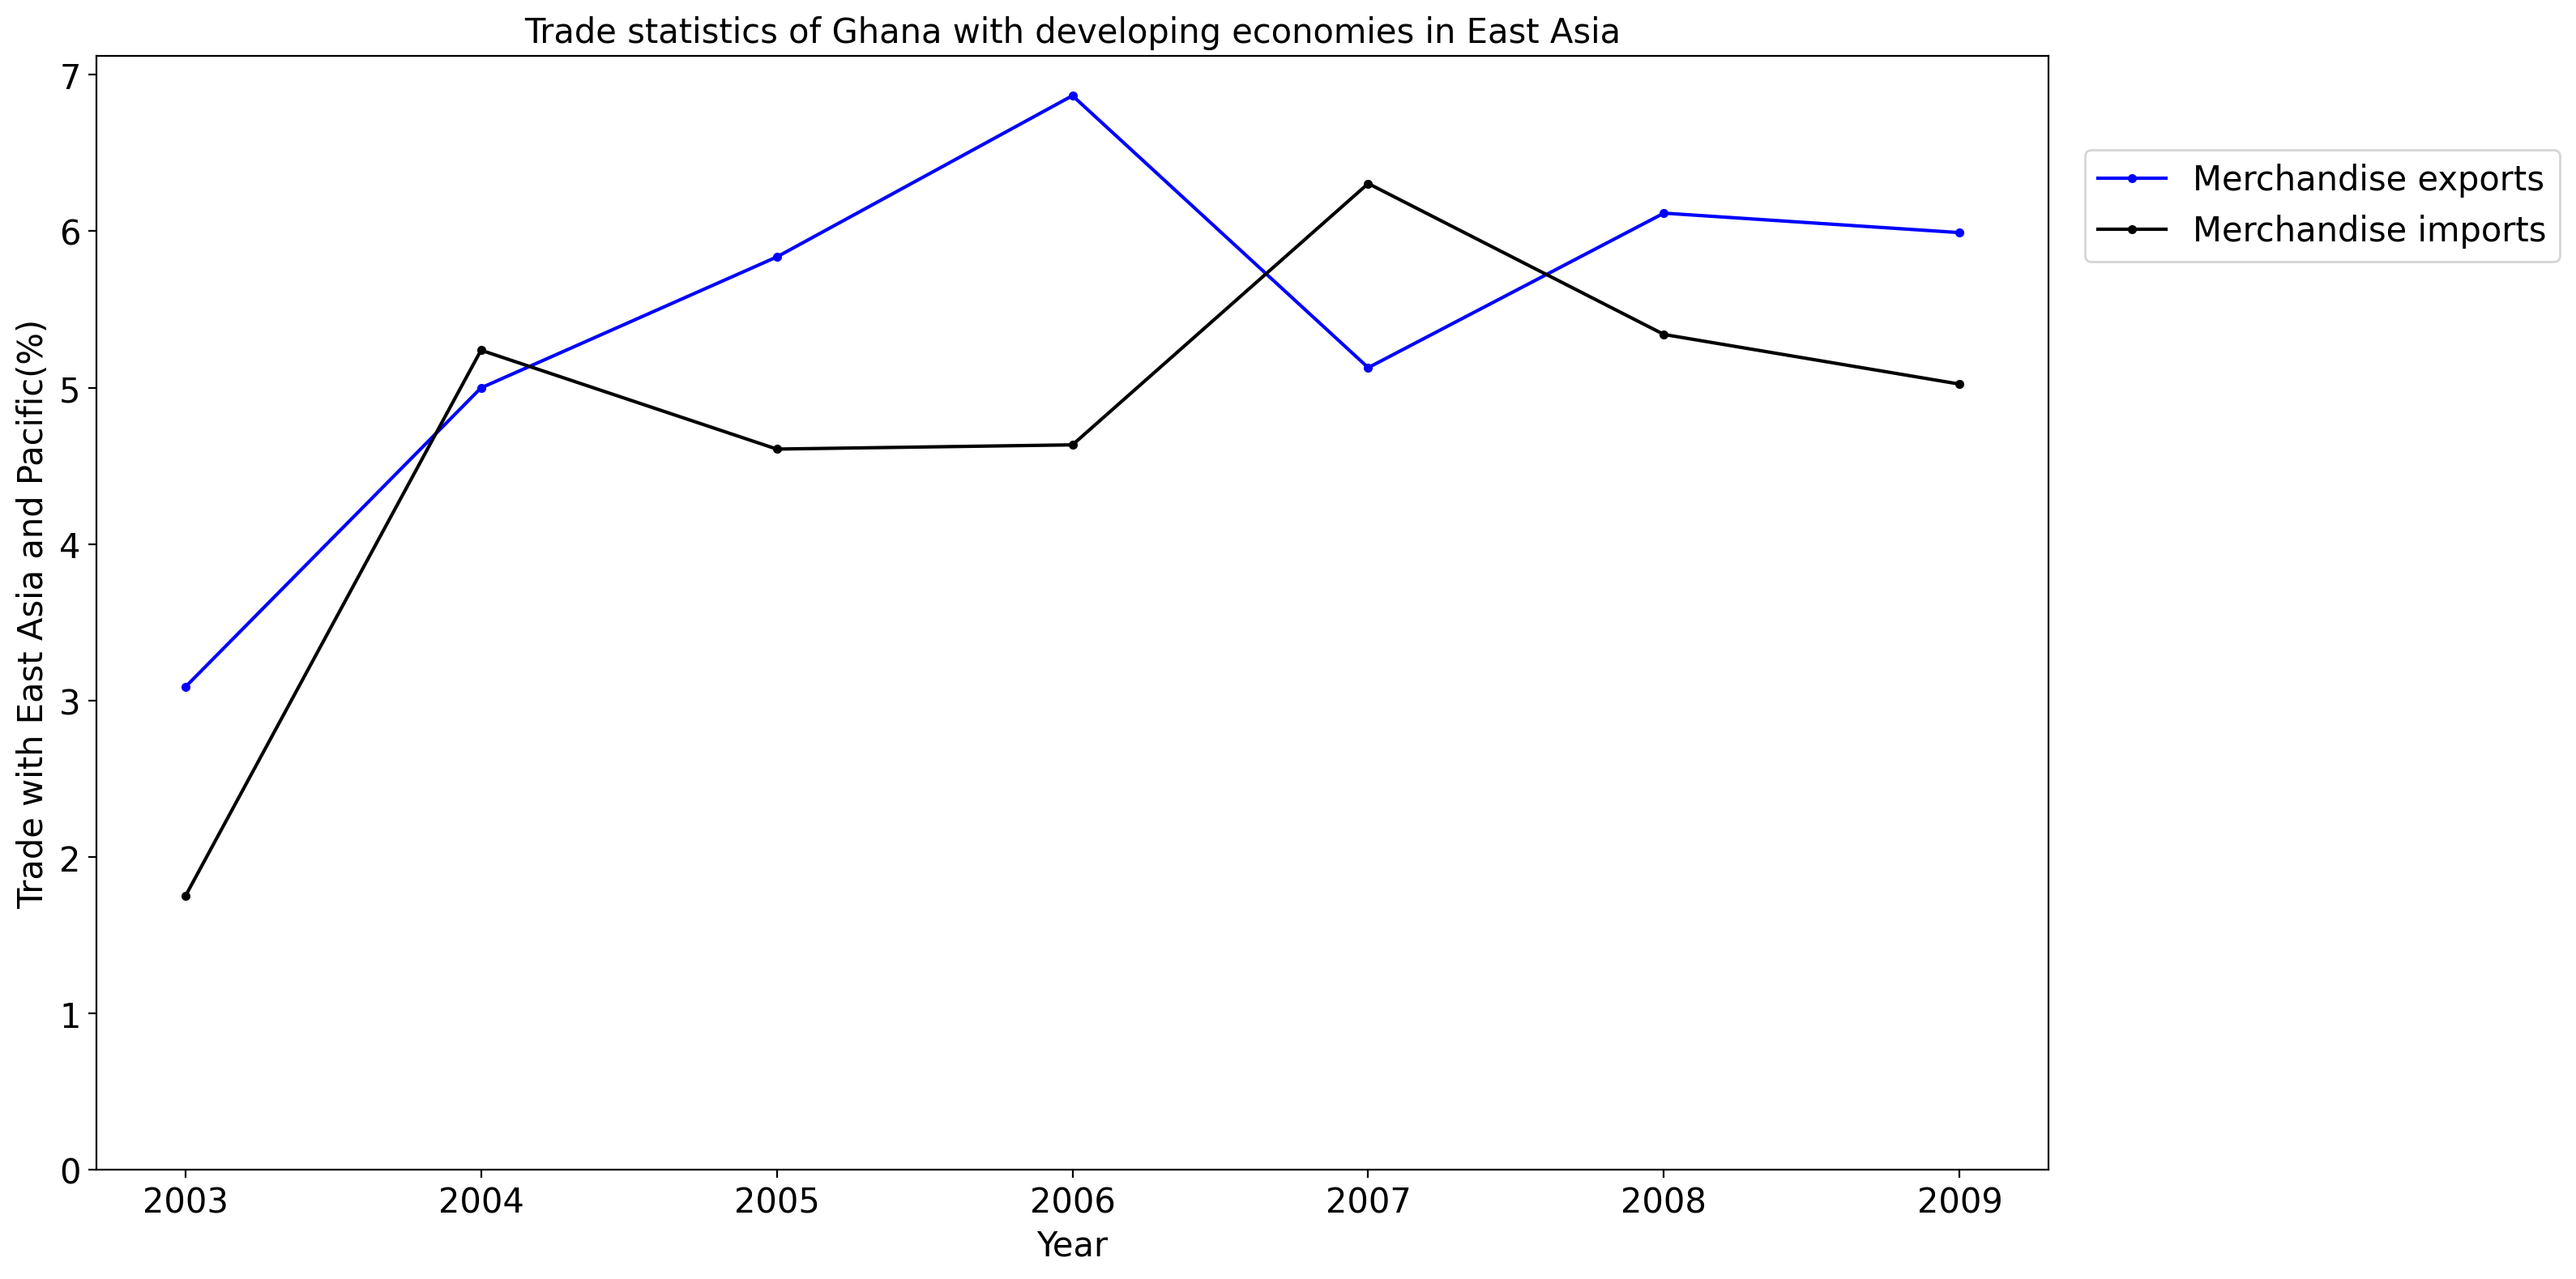 Trade statistics of Ghana with developing economies in East Asia
Trade with East Asia and Pacific(%)
7
6
5
4
3
2
1
0
2003 2004 2005 2006 2007 2008 2009
Year
Merchandise exports
Merchandise imports